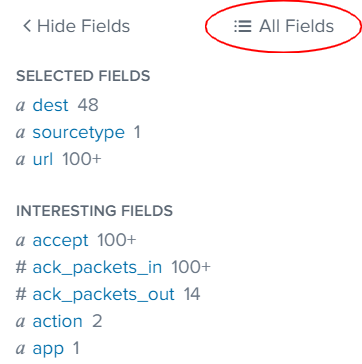 < Hide Fields
All Fields
SELECTED FIELDS
a dest 48
a sourcetype 1
a url 100+
INTERESTING FIELDS
a accept 100+
# ack_packets_in 100+
# ack_packets_out 14
a action 2
a app 1